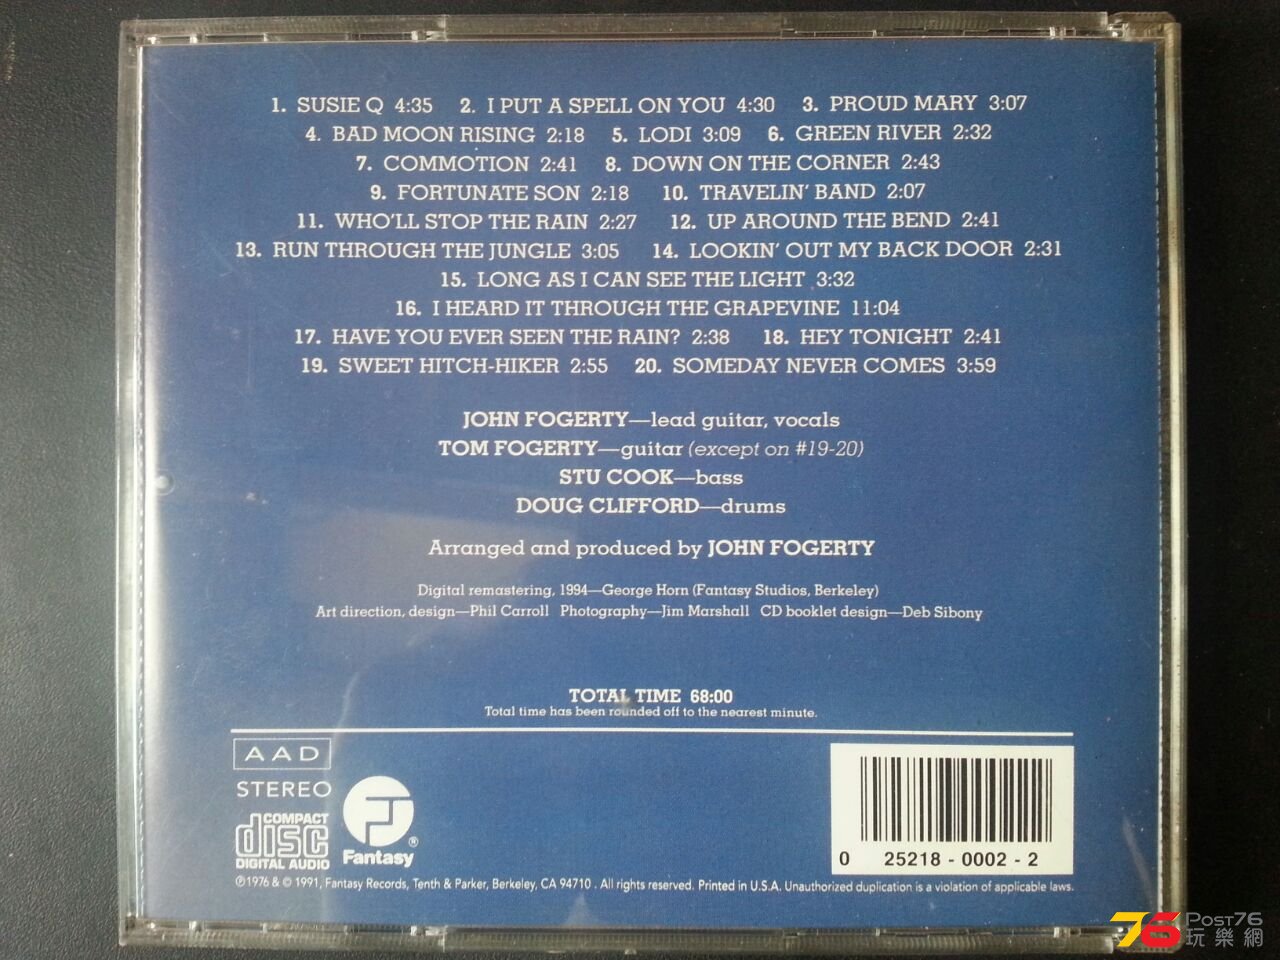 1. SUSIE Q 4:35 2. I PUT A SPELL ON YOU 4:30 3. PROUD MARY 3:07
4. BAD MOON RISING 2:18 5. LODI 3:09 6. GREEN RIVER 2:32
7. COMMOTION 2:41 8. DOWN ON THE CORNER 2:43
9. FORTUNATE SON 2:18 10. TRAVELIN' BAND 2:07
11. WHO'LL STOP THE RAIN 2:27 12. UP AROUND THE BEND 2:41
13. RUN THROUGH THE JUNGLE 3:05 14. LOOKIN' OUT MY BACK DOOR 2:31
15. LONG AS I CAN SEE THE LIGHT 3:32
16. I HEARD IT THROUGH THE GRAPEVINE 11:04
17. HAVE YOU EVER SEEN THE RAIN? 2:38 18. HEY TONIGHT 2:41
19. SWEET HITCH-HIKER 2:55 20. SOMEDAY NEVER COMES 3:59
JOHN FOGERTY—lead guitar, vocals
TOM FOGERTY—guitar (except on #19-20)
STU COOK—bass
DOUG CLIFFORD—drums
Arranged and produced by JOHN FOGERTY
Digital remastering, 1994—George Horn (Fantasy Studios, Berkeley)
Art direction, design—Phil Carroll Photography—Jim Marshall CD booklet design—Deb Sibony
TOTAL TIME 68:00
Total time has been rounded off to the nearest minute.
AAD
STEREO
COMPACT
disc
DIGITAL AUDIO
Fantasy®
0 25218-0002-2
℗1976 & © 1991, Fantasy Records, Tenth & Parker, Berkeley, CA 94710. All rights reserved. Printed in U.S.A. Unauthorized duplication is a violation of applicable laws.
76 POST76
玩樂網